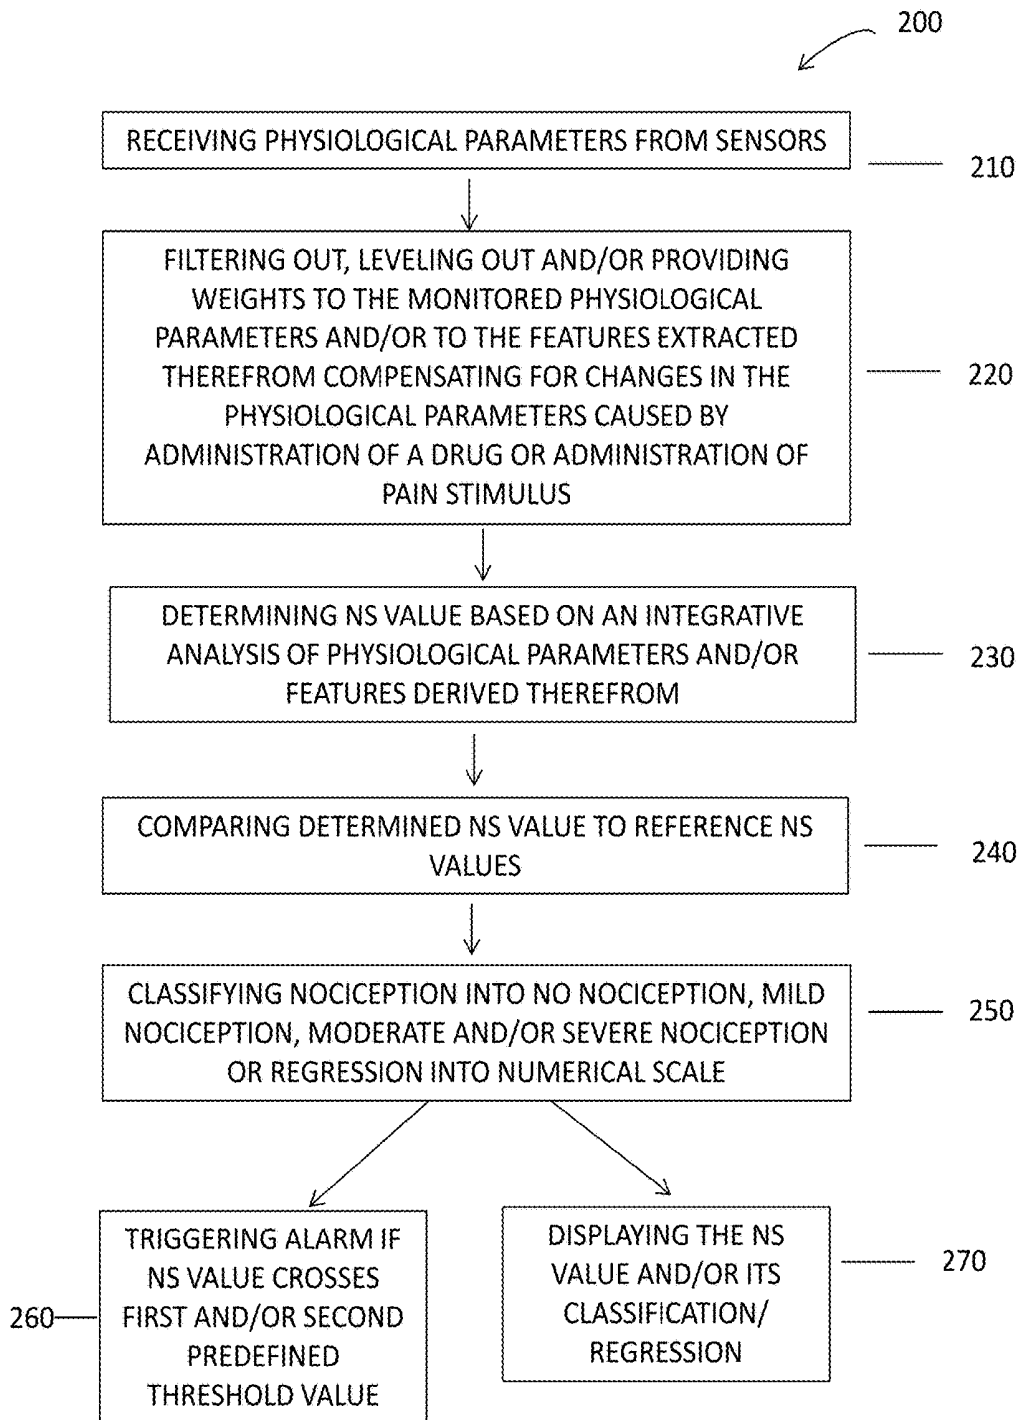 200
RECEIVING PHYSIOLOGICAL PARAMETERS FROM SENSORS
210
FILTERING OUT, LEVELING OUT AND/OR PROVIDING
WEIGHTS TO THE MONITORED PHYSIOLOGICAL
PARAMETERS AND/OR TO THE FEATURES EXTRACTED
THEREFROM COMPENSATING FOR CHANGES IN THE
PHYSIOLOGICAL PARAMETERS CAUSED BY
ADMINISTRATION OF A DRUG OR ADMINISTRATION OF
PAIN STIMULUS
220
DETERMINING NS VALUE BASED ON AN INTEGRATIVE
ANALYSIS OF PHYSIOLOGICAL PARAMETERS AND/OR
FEATURES DERIVED THEREFROM
230
COMPARING DETERMINED NS VALUE TO REFERENCE NS
VALUES
240
CLASSIFYING NOCICEPTION INTO NO NOCICEPTION, MILD
NOCICEPTION, MODERATE AND/OR SEVERE NOCICEPTION
OR REGRESSION INTO NUMERICAL SCALE
250
TRIGGERING ALARM IF
NS VALUE CROSSES
FIRST AND/OR SECOND
PREDEFINED
THRESHOLD VALUE
260
DISPLAYING THE NS
VALUE AND/OR ITS
CLASSIFICATION/
REGRESSION
270